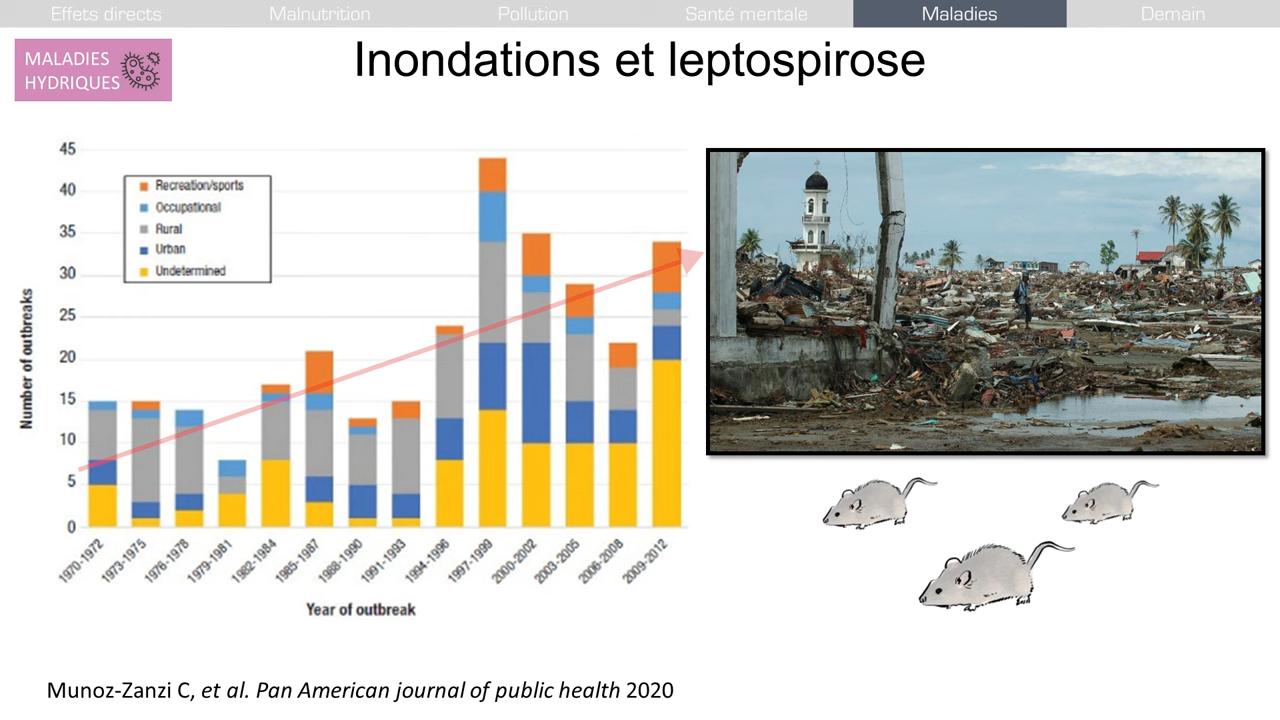 Effets directs
Malnutrition
Pollution
Santé mentale
Maladies
Demain
MALADIES
HYDRIQUES
Inondations et leptospirose
45
40
35
30
25
20
15
10
5
0
Number of outbreaks
Recreation/sports
Occupational
Rural
Urban
Undetermined
1970-1972
1973-1975
1976-1978
1979-1981
1982-1984
1985-1987
1988-1990
1991-1993
1994-1996
1997-1999
2000-2002
2003-2005
2006-2008
2009-2012
Year of outbreak
Munoz-Zanzi C, et al. Pan American journal of public health 2020